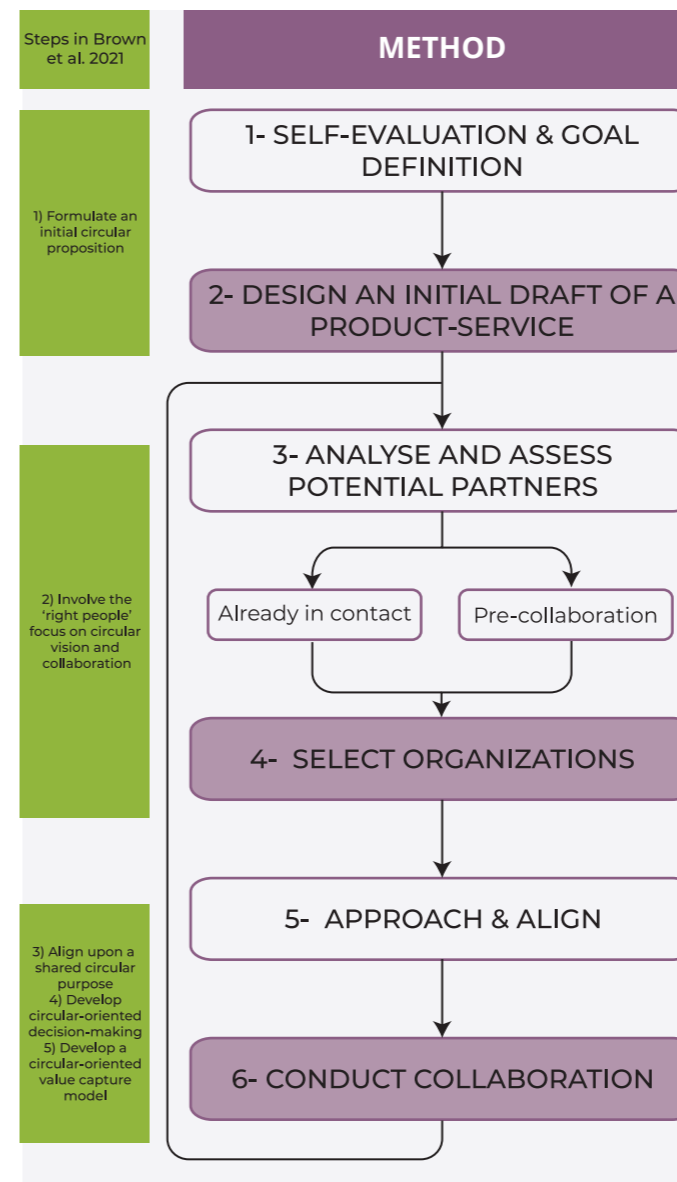 Steps in Brown
et al. 2021
METHOD
1) Formulate an
initial circular
proposition
1- SELF-EVALUATION & GOAL
DEFINITION
2- DESIGN AN INITIAL DRAFT OF A
PRODUCT-SERVICE
2) Involve the
'right people'
focus on circular
vision and
collaboration
3- ANALYSE AND ASSESS
POTENTIAL PARTNERS
Already in contact
Pre-collaboration
4- SELECT ORGANIZATIONS
3) Align upon a
shared circular
purpose
4) Develop
circular-oriented
decision-making
5) Develop a
circular-oriented
value capture
model
5- APPROACH & ALIGN
6- CONDUCT COLLABORATION